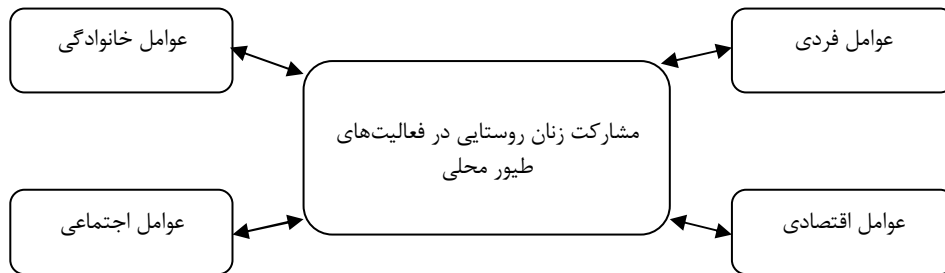 عوامل فردی
عوامل خانوادگی
مشارکت زنان روستایی در فعالیت‌های
طیور محلی
عوامل اقتصادی
عوامل اجتماعی